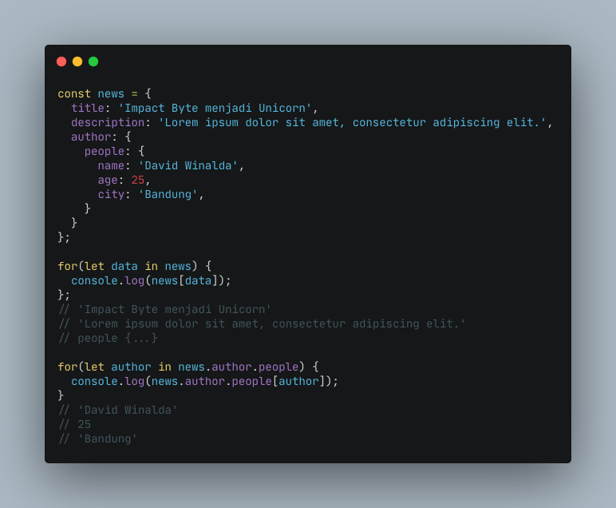 const news = {
  title: 'Impact Byte menjadi Unicorn',
  description: 'Lorem ipsum dolor sit amet, consectetur adipiscing elit.',
  author: {
    people: {
      name: 'David Winalda',
      age: 25,
      city: 'Bandung',
    }
  }
};

for(let data in news) {
  console.log(news[data]);
};
// 'Impact Byte menjadi Unicorn'
// 'Lorem ipsum dolor sit amet, consectetur adipiscing elit.'
// people {...}

for(let author in news.author.people) {
  console.log(news.author.people[author]);
}
// 'David Winalda'
// 25
// 'Bandung'